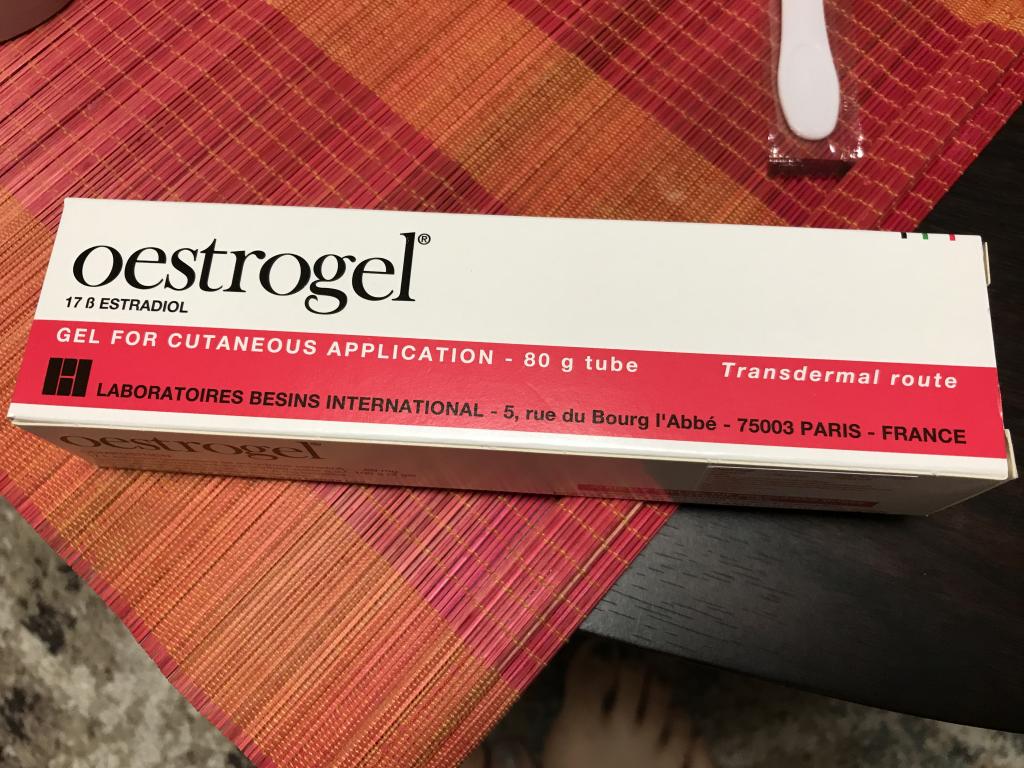 oestrogel®
17 ß ESTRADIOL
GEL FOR CUTANEOUS APPLICATION - 80 g tube
Transdermal route
LABORATOIRES BESINS INTERNATIONAL - 5, rue du Bourg l'Abbé - 75003 PARIS - FRANCE
oestrogel®